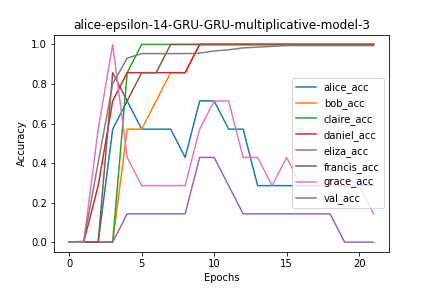 alice-epsilon-14-GRU-GRU-multiplicative-model-3
1.0
0.8
0.6
0.4
0.2
0.0
Accuracy
0
5
10
15
20
Epochs
alice_acc
bob_acc
claire_acc
daniel_acc
eliza_acc
francis_acc
grace_acc
val_acc